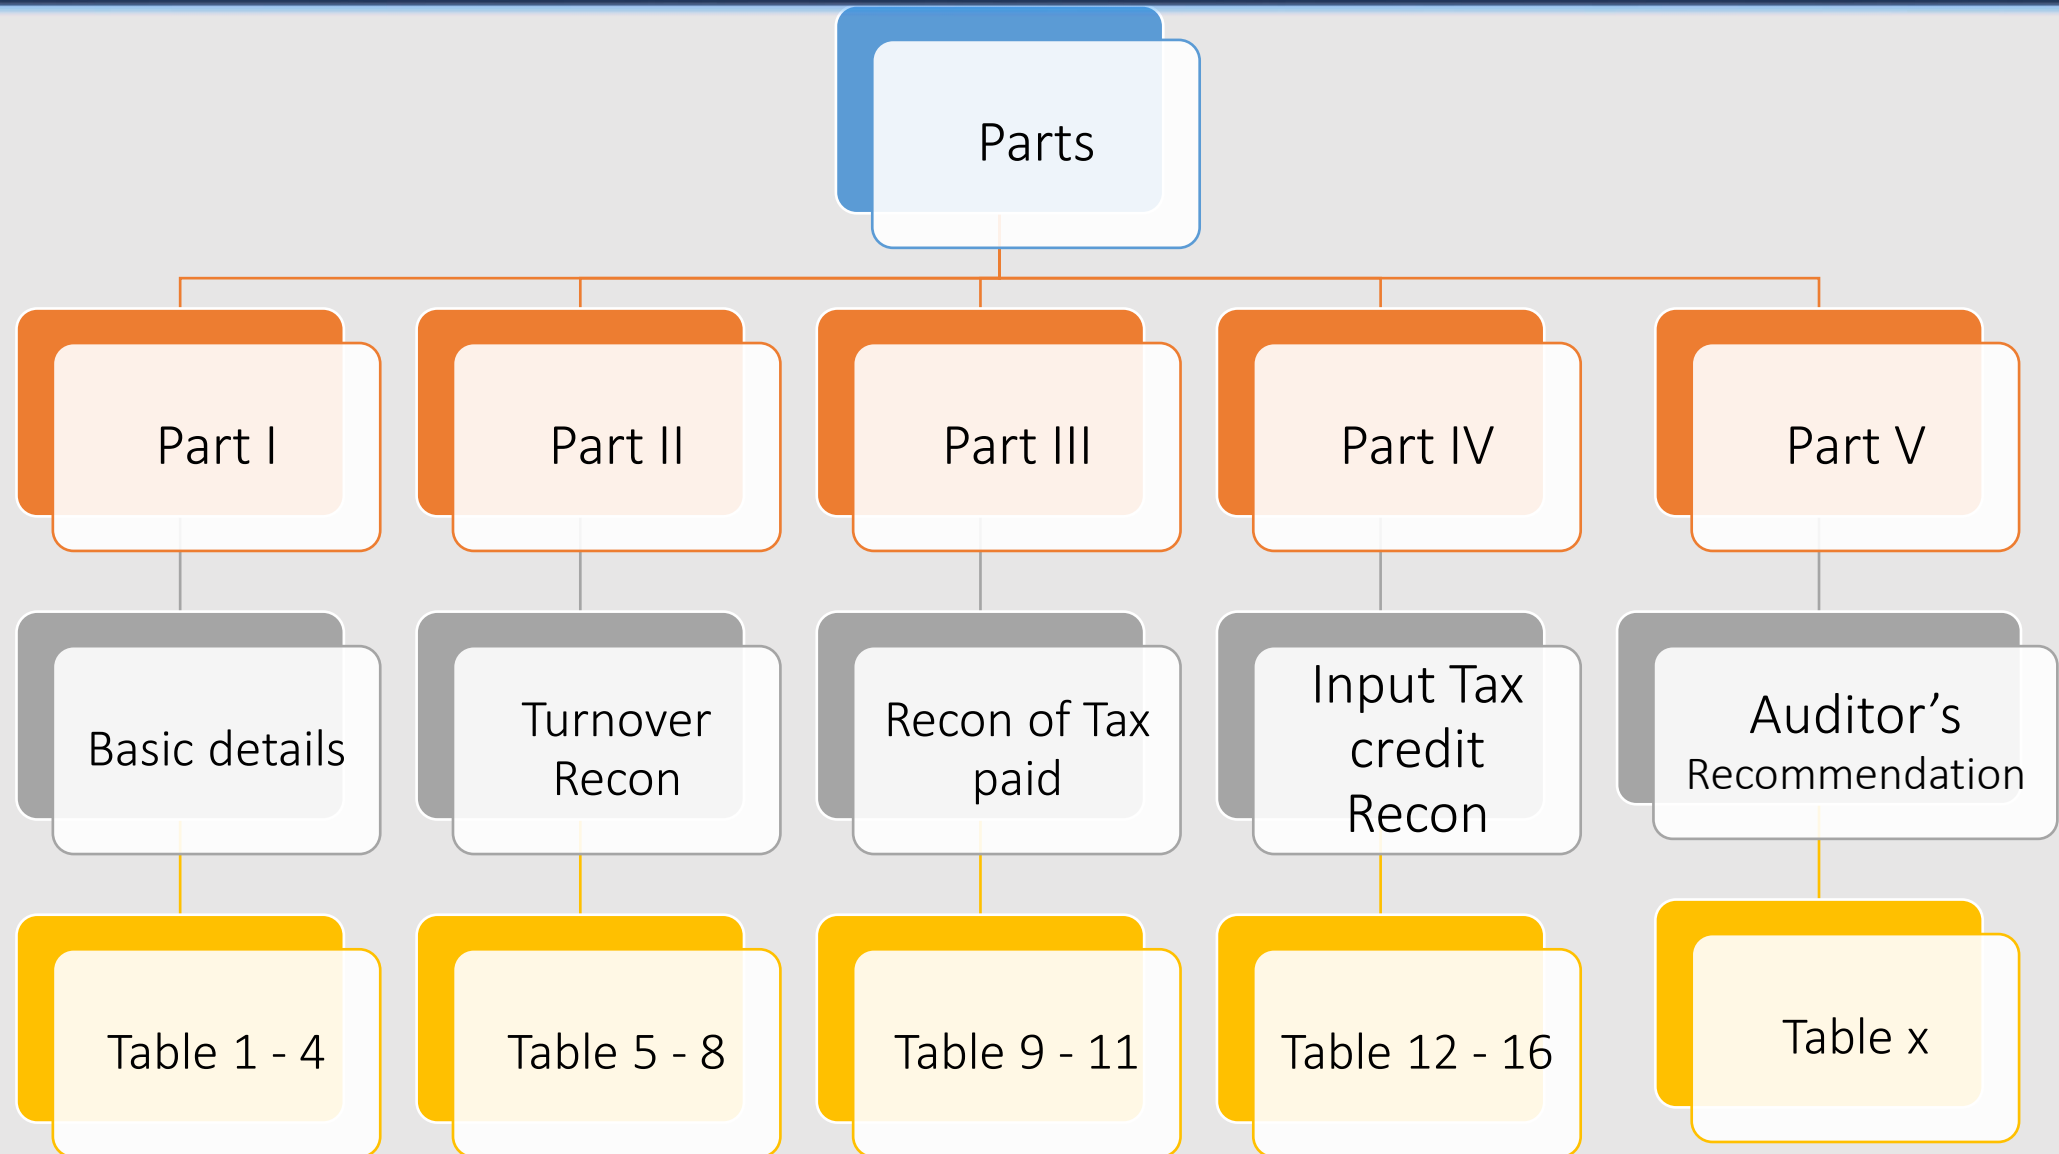 Parts
Part I
Part II
Part III
Part IV
Part V
Basic details
Turnover
Recon
Recon of Tax
paid
Input Tax
credit
Recon
Auditor’s
Recommendation
Table 1 - 4
Table 5 - 8
Table 9 - 11
Table 12 - 16
Table x